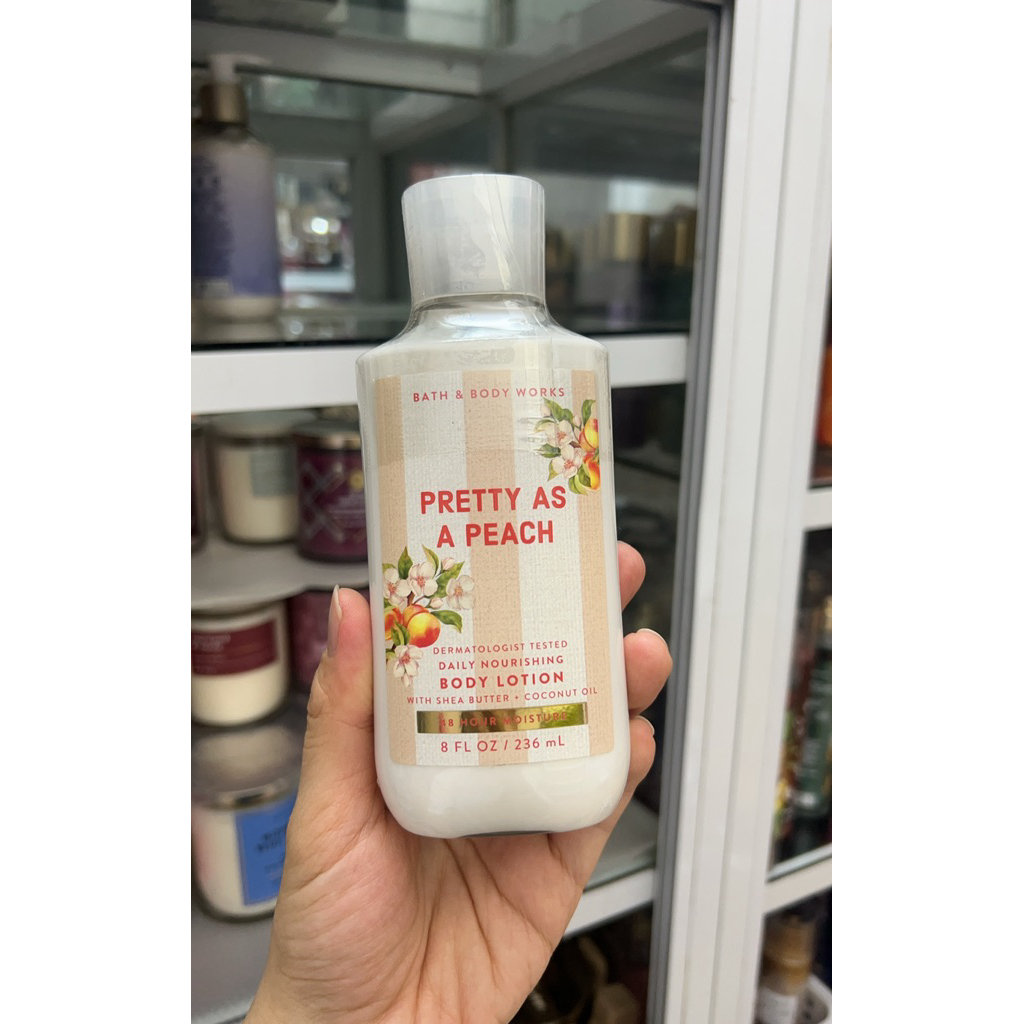 BATH & BODY WORKS
PRETTY AS
A PEACH
DERMATOLOGIST TESTED
DAILY NOURISHING
BODY LOTION
WITH SHEA BUTTER • COCONUT OIL
48 HOUR MOISTURE
8 FL OZ / 236 mL